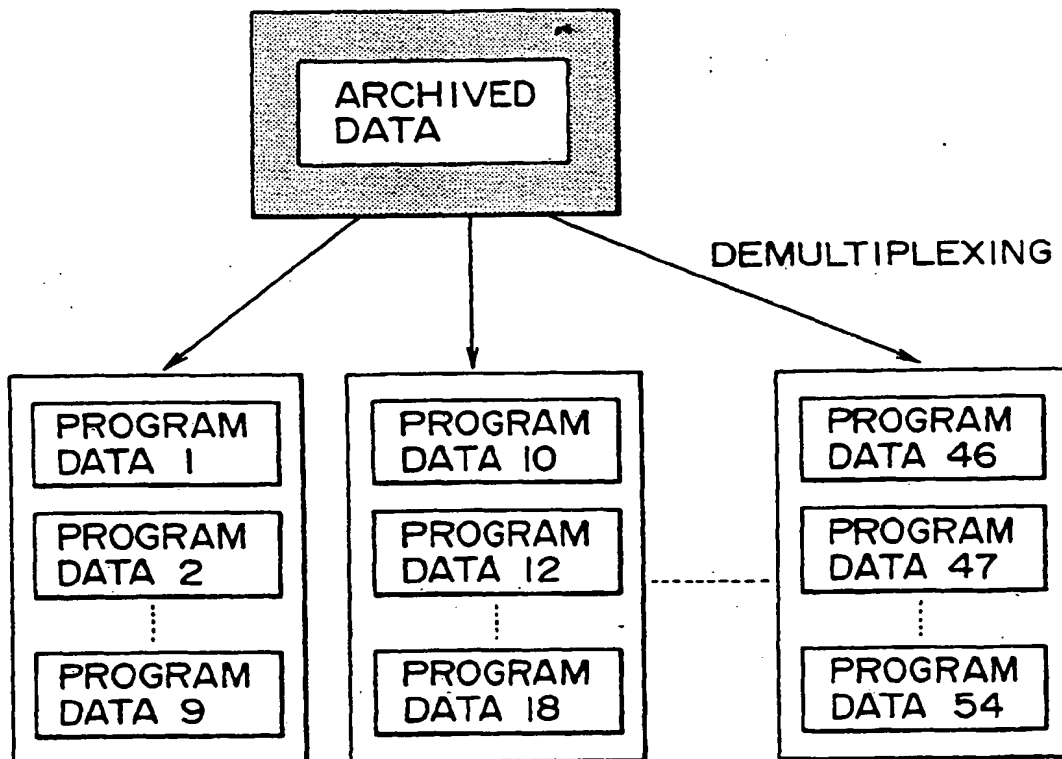 ARCHIVED
DATA
DEMULTIPLEXING
PROGRAM
DATA 1
PROGRAM
DATA 2
PROGRAM
DATA 9
PROGRAM
DATA 10
PROGRAM
DATA 12
PROGRAM
DATA 18
PROGRAM
DATA 46
PROGRAM
DATA 47
PROGRAM
DATA 54